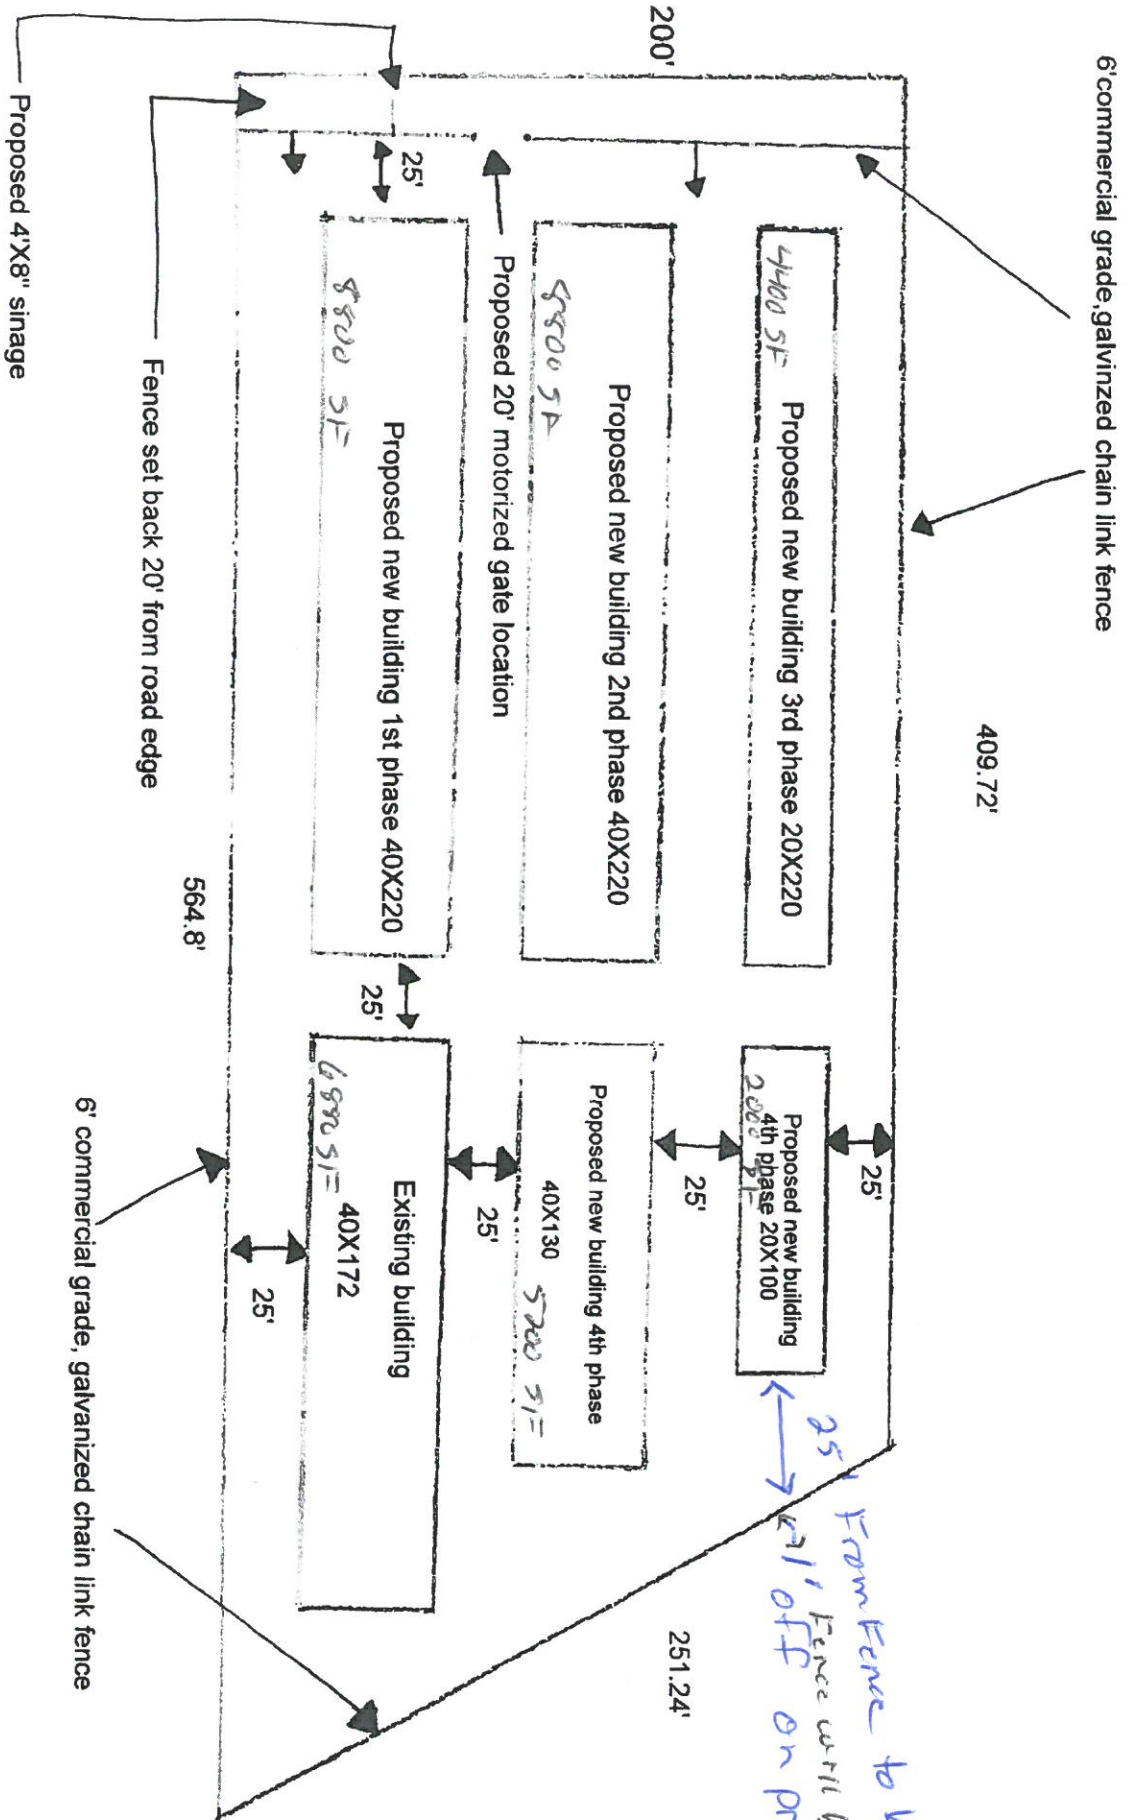 6'commercial grade,galvinzed chain link fence
409.72'
200'
4400 SF
Proposed new building 3rd phase 20X220
Proposed new building
4th phase 20X100
2000 SF
25'
25' From Fence to
1' Fence will
off on
251.24'
8800 SF
Proposed new building 2nd phase 40X220
Proposed new building 4th phase
40X130
5200 SF
25'
25'
Proposed 20' motorized gate location
25'
8800 SF
Proposed new building 1st phase 40X220
25'
Existing building
40X172
6880 SF
25'
564.8'
Fence set back 20' from road edge
6' commercial grade, galvanized chain link fence
Proposed 4'X8" sinage